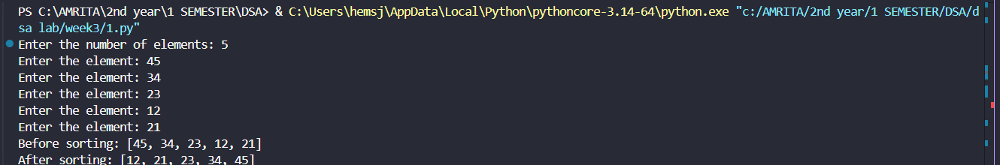 PS C:\AMRITA\2nd year\1 SEMESTER\DSA> & C:\Users\hemsj\AppData\Local\Python\pythoncore-3.14-64\python.exe "c:/AMRITA/2nd year/1 SEMESTER/DSA/d
sa lab/week3/1.py"
Enter the number of elements: 5
Enter the element: 45
Enter the element: 34
Enter the element: 23
Enter the element: 12
Enter the element: 21
Before sorting: [45, 34, 23, 12, 21]
After sorting: [12, 21, 23, 34, 45]